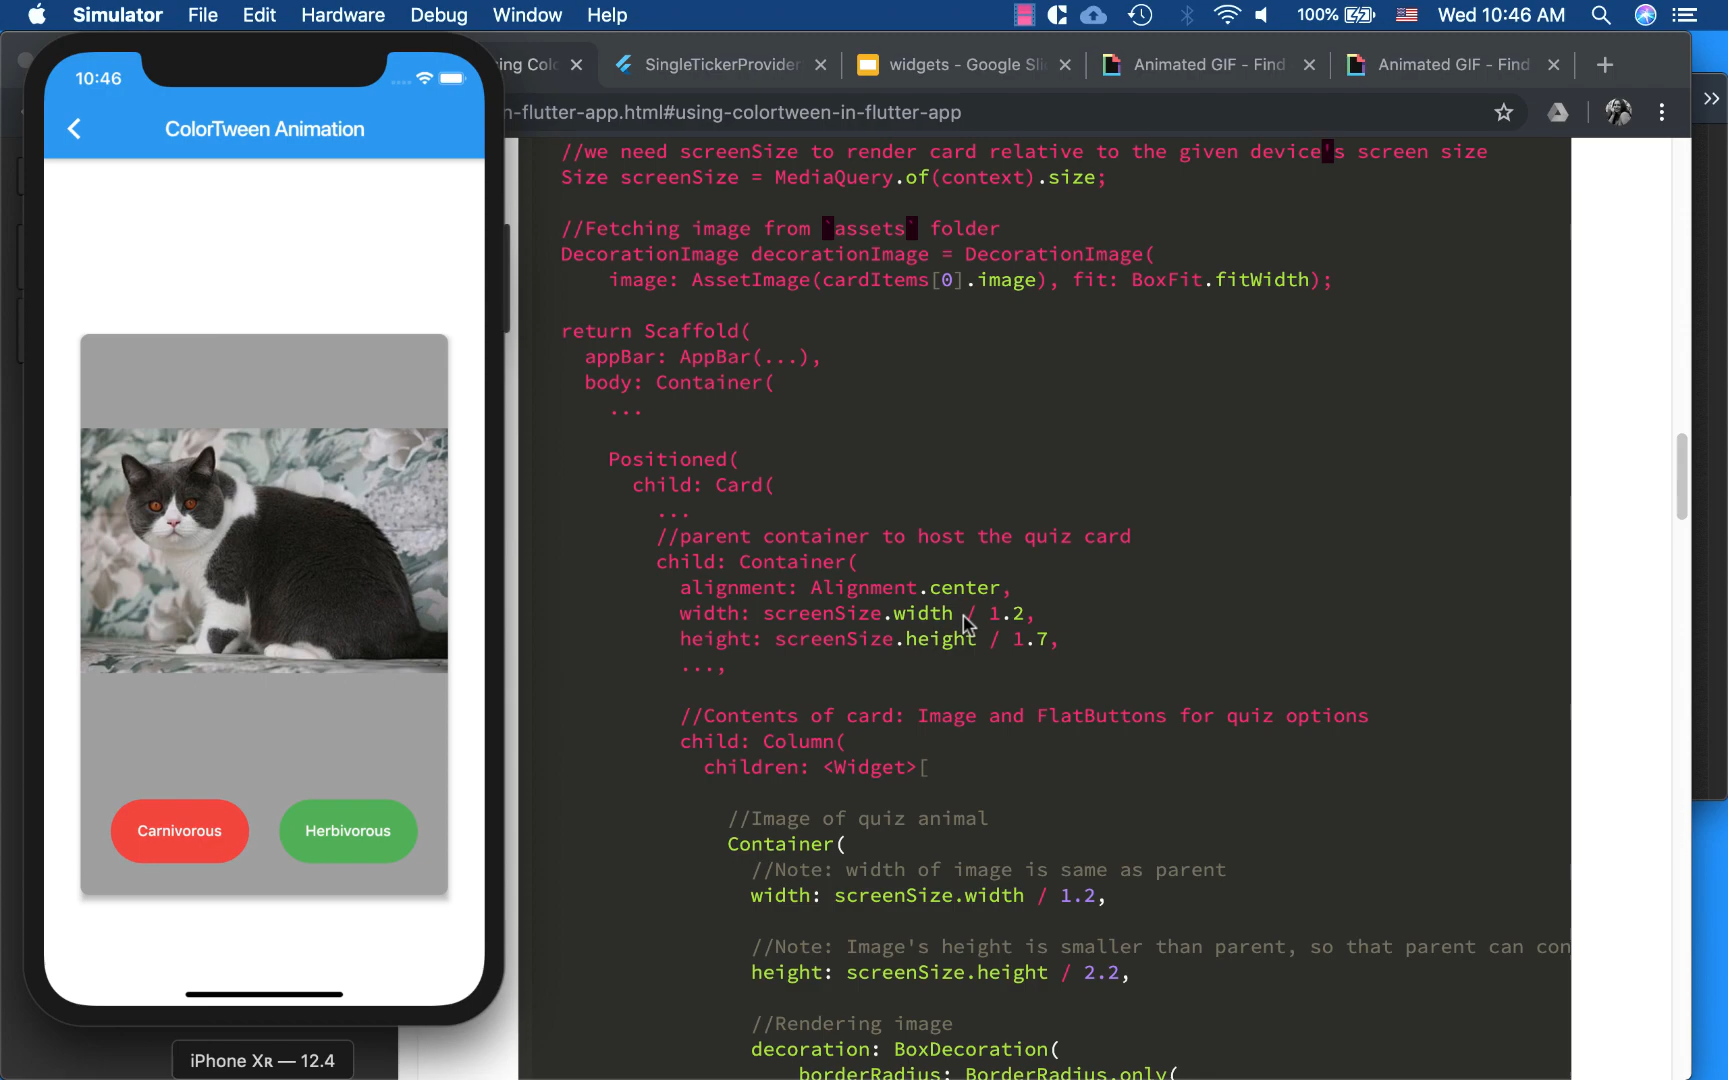 Simulator File Edit Hardware Debug Window Help 100% Wed 10:46 AM
10:46
ColorTween Animation
Carnivorous
Herbivorous
iPhone XR — 12.4
ing Colo
SingleTickerProvider
widgets - Google Sli
Animated GIF - Find
Animated GIF - Find
n-flutter-app.html#using-colortween-in-flutter-app
//we need screenSize to render card relative to the given device's screen size
Size screenSize = MediaQuery.of(context).size;
//Fetching image from `assets` folder
DecorationImage decorationImage = DecorationImage(
image: AssetImage(cardItems[0].image), fit: BoxFit.fitWidth);
return Scaffold(
appBar: AppBar(...),
body: Container(
...
Positioned(
child: Card(
...
//parent container to host the quiz card
child: Container(
alignment: Alignment.center,
width: screenSize.width / 1.2,
height: screenSize.height / 1.7,
...,
//Contents of card: Image and FlatButtons for quiz options
child: Column(
children: <Widget>[
//Image of quiz animal
Container(
//Note: width of image is same as parent
width: screenSize.width / 1.2,
//Note: Image's height is smaller than parent, so that parent can con
height: screenSize.height / 2.2,
//Rendering image
decoration: BoxDecoration(
borderRadius: BorderRadius.only(